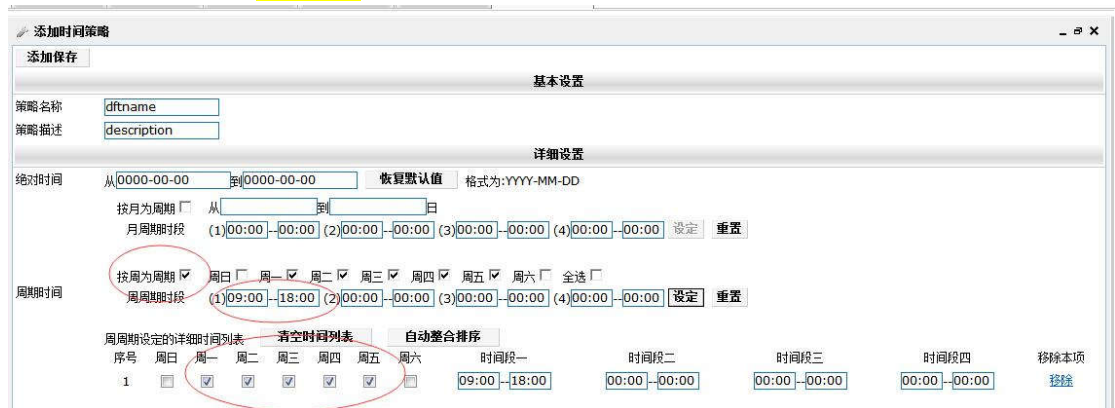 添加时间策略
添加保存
基本设置
策略名称 dftname
策略描述 description
详细设置
绝对时间 从0000-00-00到0000-00-00 恢复默认值 格式为:YYYY-MM-DD
按月为周期 从 到 日
月周期时段 (1)00:00--00:00 (2)00:00--00:00 (3)00:00--00:00 (4)00:00--00:00 设定 重置
按周为周期 周日 周一 周二 周三 周四 周五 周六 全选
周期时间
周周期时段 (1)09:00--18:00 (2)00:00--00:00 (3)00:00--00:00 (4)00:00--00:00 设定 重置
周周期设定的详细时间列表 清空时间列表 自动整合排序
序号 周日 周一 周二 周三 周四 周五 周六 时间段一 时间段二 时间段三 时间段四 移除本项
1 09:00--18:00 00:00--00:00 00:00--00:00 00:00--00:00 移除